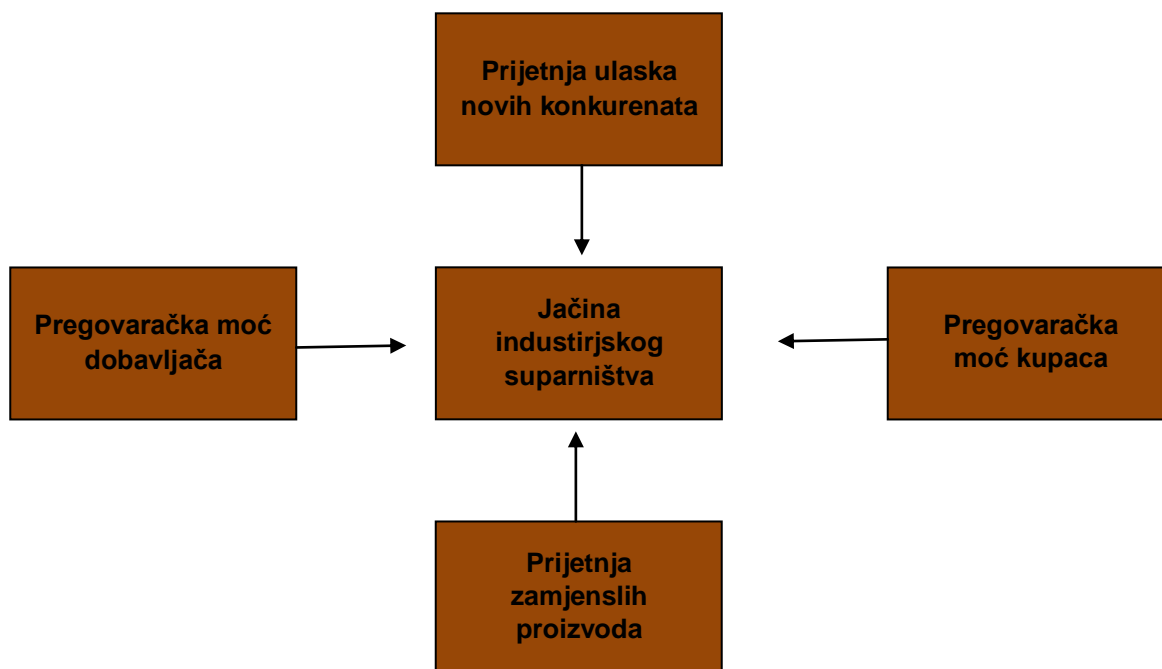 Prijetnja ulaska
novih konkurenata
Pregovaračka moć
dobavljača
Jačina
industirjskog
suparništva
Pregovaračka
moć kupaca
Prijetnja
zamjenslih
proizvoda